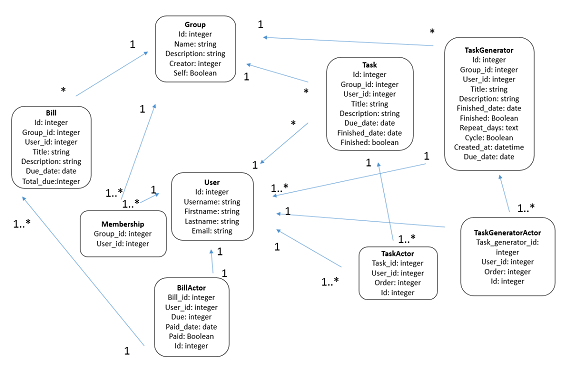 Group
Id: integer
Name: string
Description: string
Creator: integer
Self: Boolean
1
1
1
*
TaskGenerator
Id: integer
Group_id: integer
User_id: integer
Title: string
Description: string
Finished_date: date
Finished: Boolean
Repeat_days: text
Cycle: Boolean
Created_at: datetime
Due_date: date
Task
Id: integer
Group_id: integer
User_id: integer
Title: string
Description: string
Due_date: date
Finished_date: date
Finished: boolean
*
*
*
Bill
Id: integer
Group_id: integer
User_id: integer
Title: string
Description: string
Due_date: date
Total_due:integer
1
1
1
1
User
Id: integer
Username: string
Firstname: string
Lastname: string
Email: string
1..*
1
1..*
1..*
1..*
1
Membership
Group_id: integer
User_id: integer
1..*
TaskGeneratorActor
Task_generator_id:
integer
User_id: integer
Order: integer
Id: integer
1..*
1
1
TaskActor
Task_id: integer
User_id: integer
Order: integer
Id: integer
1
1..*
BillActor
Bill_id: integer
User_id: integer
Due: integer
Paid_date: date
Paid: Boolean
Id: integer
1